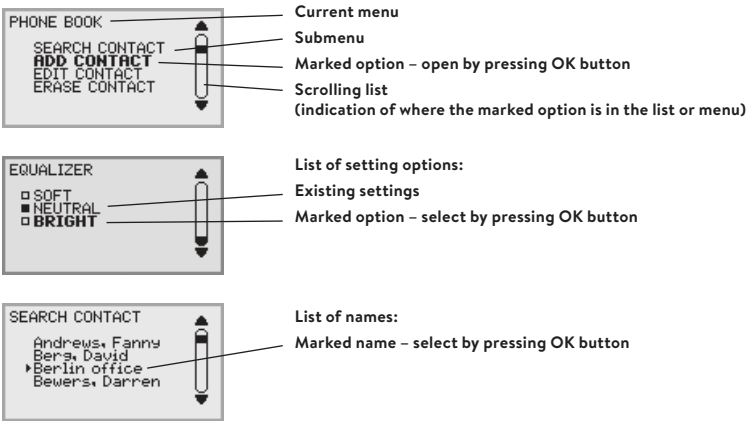 PHONE BOOK
SEARCH CONTACT
ADD CONTACT
EDIT CONTACT
ERASE CONTACT
Current menu
Submenu
Marked option – open by pressing OK button
Scrolling list
(indication of where the marked option is in the list or menu)
EQUALIZER
SOFT
NEUTRAL
BRIGHT
List of setting options:
Existing settings
Marked option – select by pressing OK button
SEARCH CONTACT
Andrews, Fanny
Berg, David
Berlin office
Bewers, Darren
List of names:
Marked name – select by pressing OK button